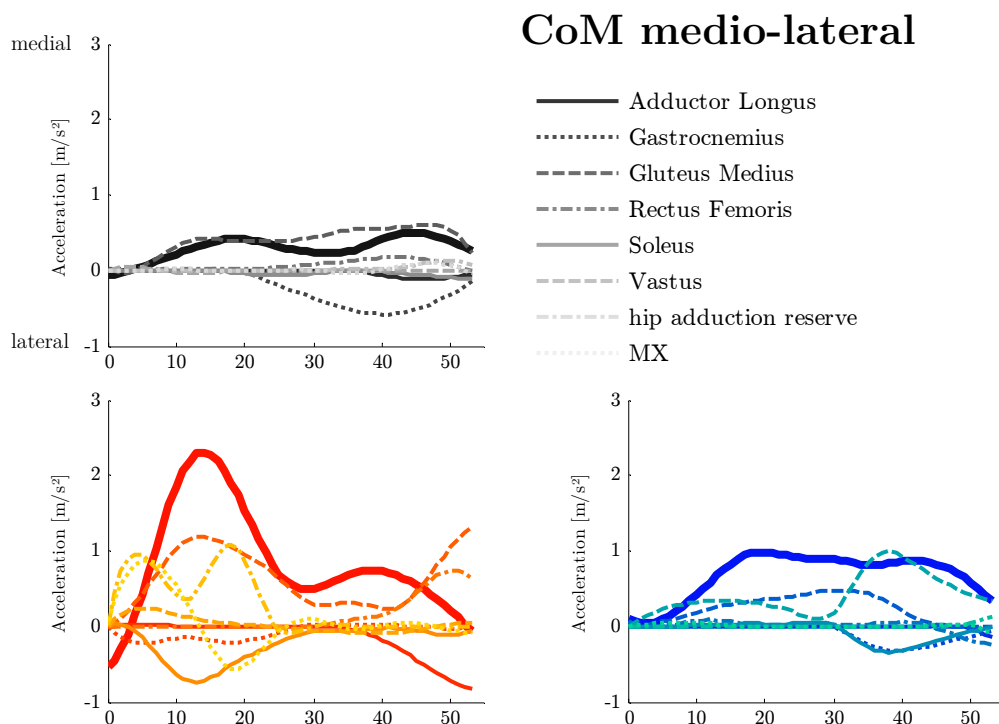 CoM medio-lateral
medial
3
2
1
0
lateral
-1
Acceleration [m/s²]
0 10 20 30 40 50
Adductor Longus
Gastrocnemius
Gluteus Medius
Rectus Femoris
Soleus
Vastus
hip adduction reserve
MX
3
2
1
0
-1
Acceleration [m/s²]
0 10 20 30 40 50
3
2
1
0
-1
Acceleration [m/s²]
0 10 20 30 40 50